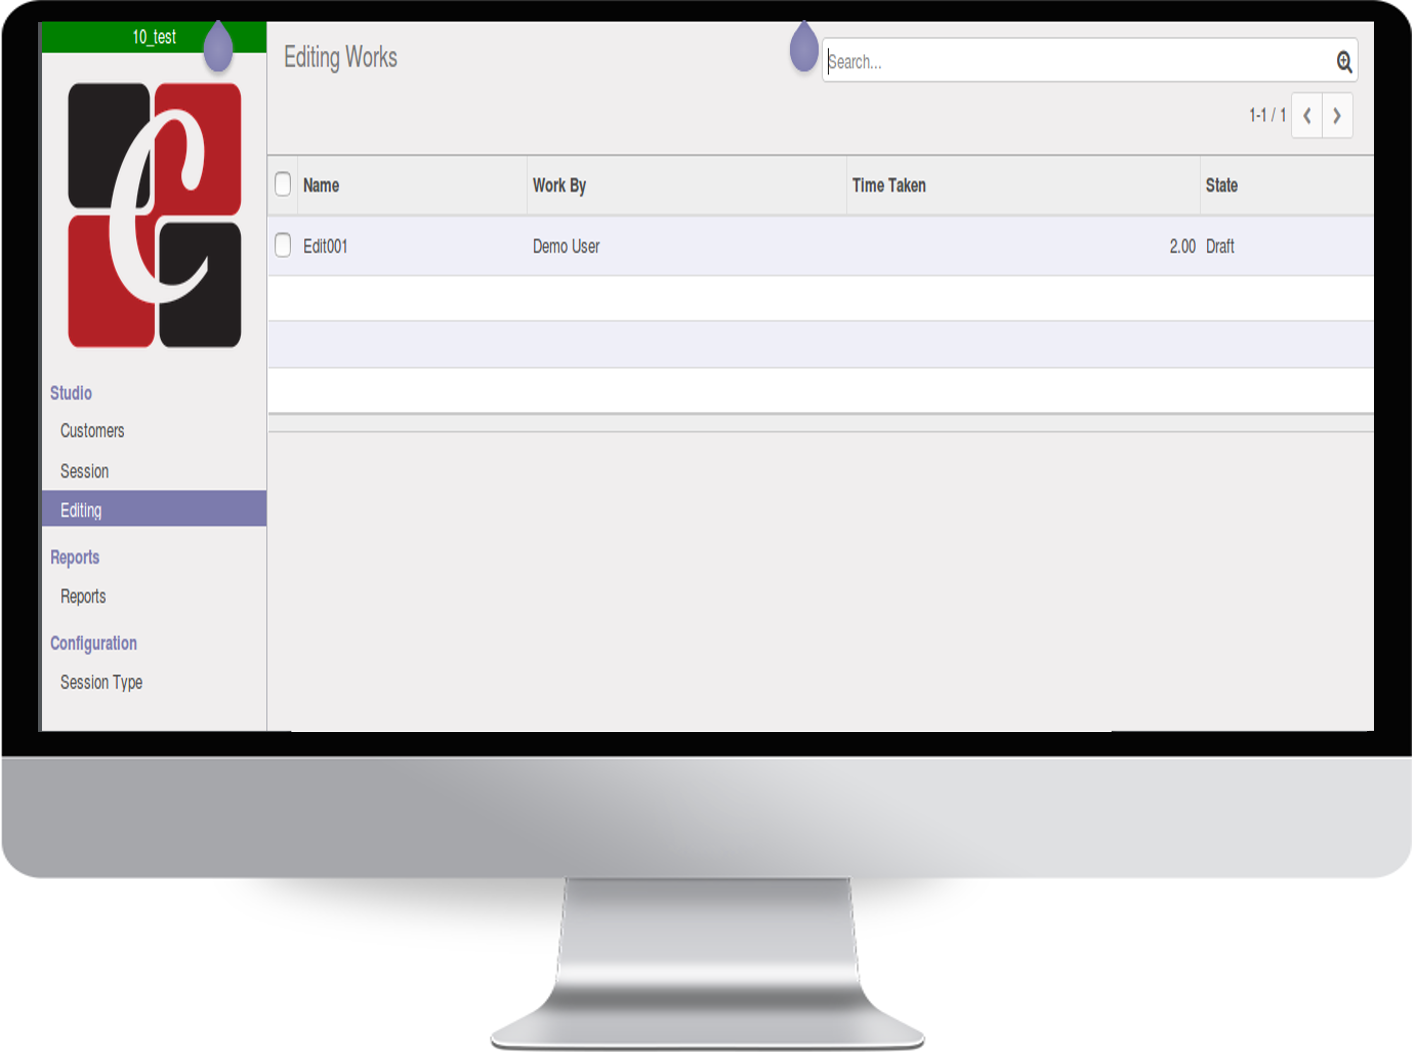 10_test
Editing Works
Search...
1-1 / 1
Name Work By Time Taken State
Edit001 Demo User 2.00 Draft
C
Studio
Customers
Session
Editing
Reports
Reports
Configuration
Session Type